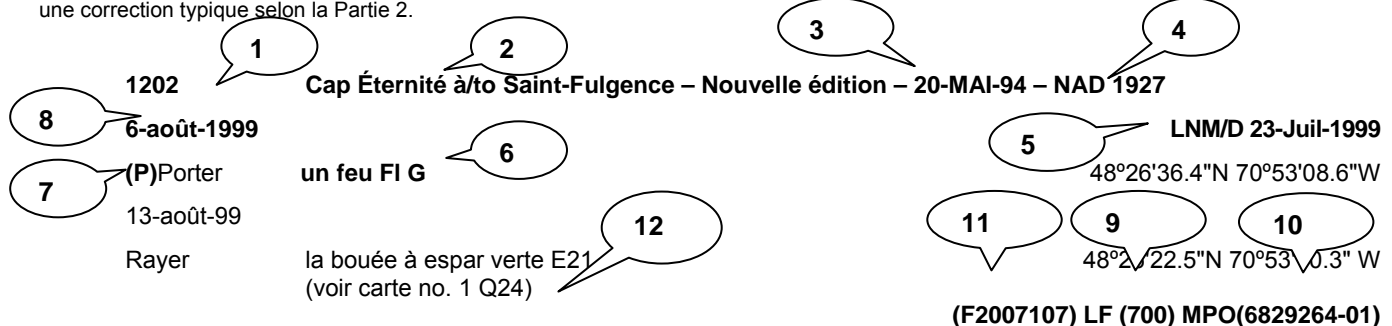 une correction typique selon la Partie 2.
1 2 3 4
1202 Cap Éternité à/to Saint-Fulgence – Nouvelle édition – 20-MAI-94 – NAD 1927
8 6-août-1999 5 LNM/D 23-Juil-1999
7 (P)Porter un feu Fl G 6 48º26'36.4"N 70º53'08.6"W
13-août-99 12 11 9 10
Rayer la bouée à espar verte E21 22.5"N W
(voir carte no. 1 Q24)
(F2007107) LF (700) MPO(6829264-01)